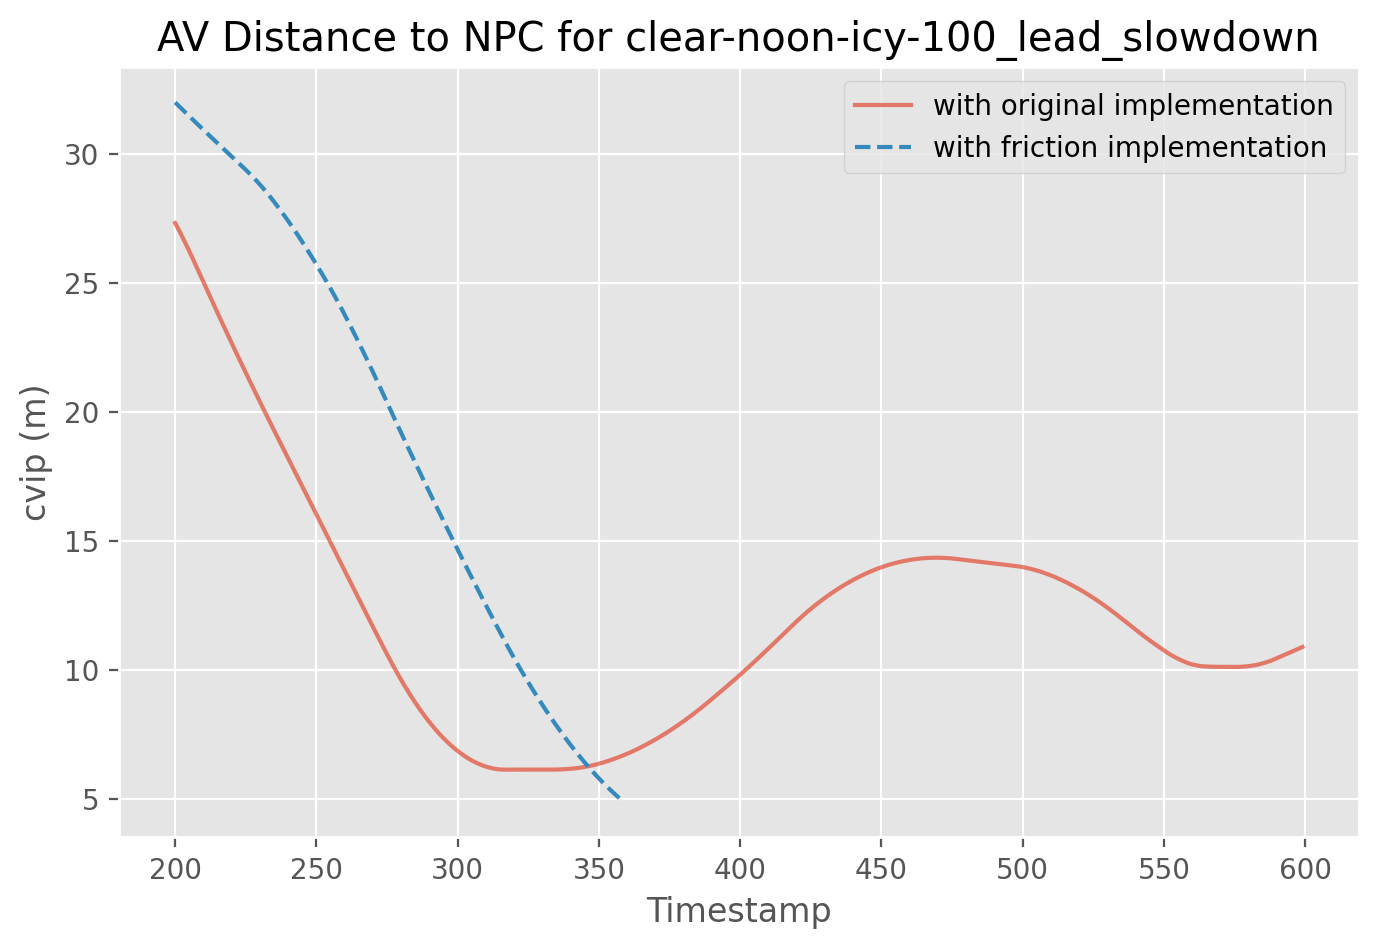 AV Distance to NPC for clear-noon-icy-100_lead_slowdown
with original implementation
with friction implementation
cvip (m)
30
25
20
15
10
5
200 250 300 350 400 450 500 550 600
Timestamp